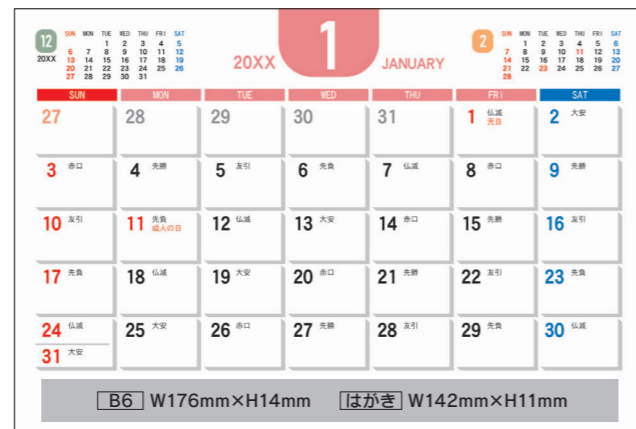 12
20XX
SUN MON TUE WED THU FRI SAT
1 2 3 4 5
6 7 8 9 10 11 12
13 14 15 16 17 18 19
20 21 22 23 24 25 26
27 28 29 30 31
20XX
1
JANUARY
2
SUN MON TUE WED THU FRI SAT
1 2 3 4 5 6
7 8 9 10 11 12 13
14 15 16 17 18 19 20
21 22 23 24 25 26 27
28
SUN MON TUE WED THU FRI SAT
27 28 29 30 31 1 仏滅 元日 2 大安
3 赤口 4 先勝 5 友引 6 先負 7 仏滅 8 赤口 9 先勝
10 友引 11 先負 成人の日 12 仏滅 13 大安 14 赤口 15 先勝 16 友引
17 先負 18 仏滅 19 大安 20 赤口 21 先勝 22 友引 23 先負
24 仏滅 25 大安 26 赤口 27 先勝 28 友引 29 先負 30 仏滅
31 大安
B6 W176mm×H14mm はがき W142mm×H11mm